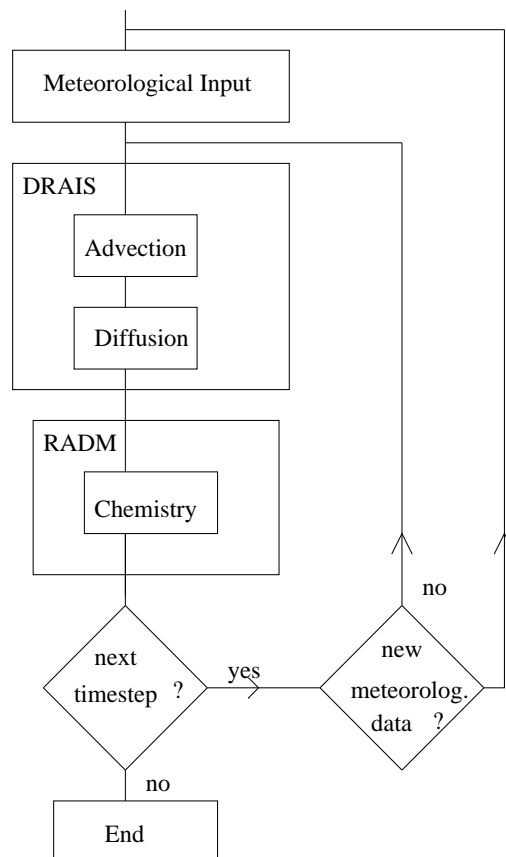 Meteorological Input
DRAIS
Advection
Diffusion
RADM
Chemistry
next
timestep ?
yes
no
new
meteorolog.
data ?
no
End